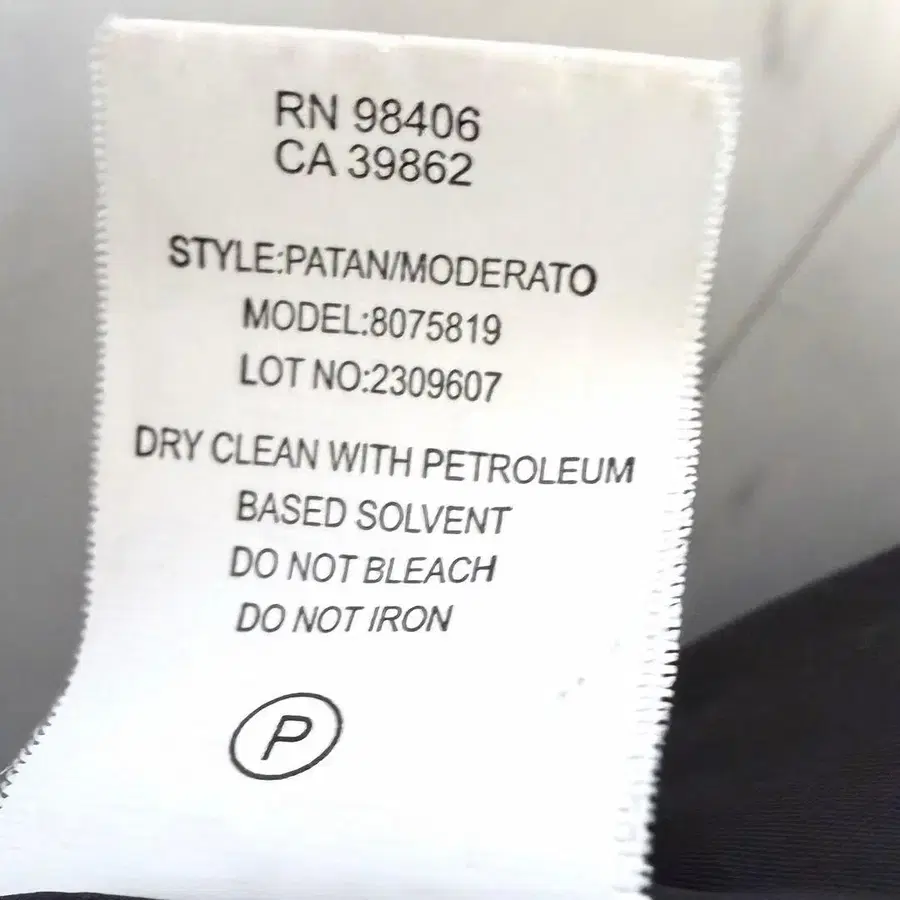 RN 98406
CA 39862
STYLE:PATAN/MODERATO
MODEL:8075819
LOT NO:2309607
DRY CLEAN WITH PETROLEUM
BASED SOLVENT
DO NOT BLEACH
DO NOT IRON
P